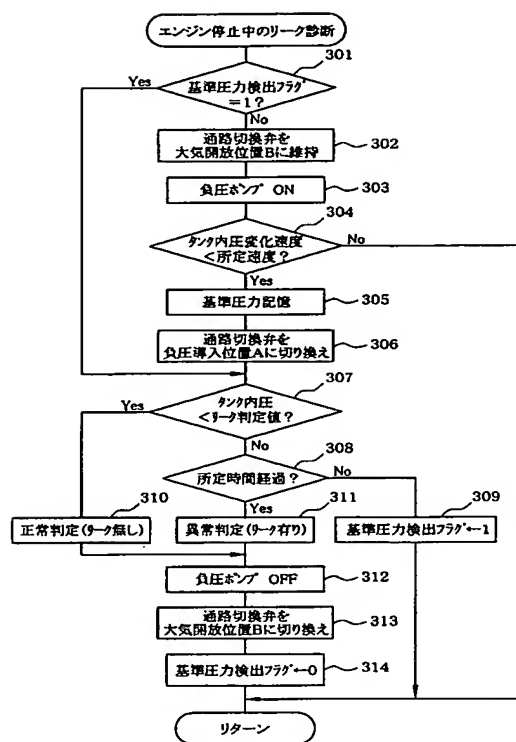 エンジン停止中のリーク診断
301
Yes
基準圧力検出フラグ
=1?
No
通路切換弁を
大気開放位置Bに維持
302
負圧ポンプ ON
303
304
タンク内圧変化速度
<所定速度?
No
Yes
基準圧力記憶
305
通路切換弁を
負圧導入位置Aに切り換え
306
307
Yes
タンク内圧
<リーク判定値?
No
308
所定時間経過?
No
310
Yes
311
309
正常判定(リーク無し)
異常判定(リーク有り)
基準圧力検出フラグ←1
負圧ポンプ OFF
312
通路切換弁を
大気開放位置Bに切り換え
313
基準圧力検出フラグ←0
314
リターン